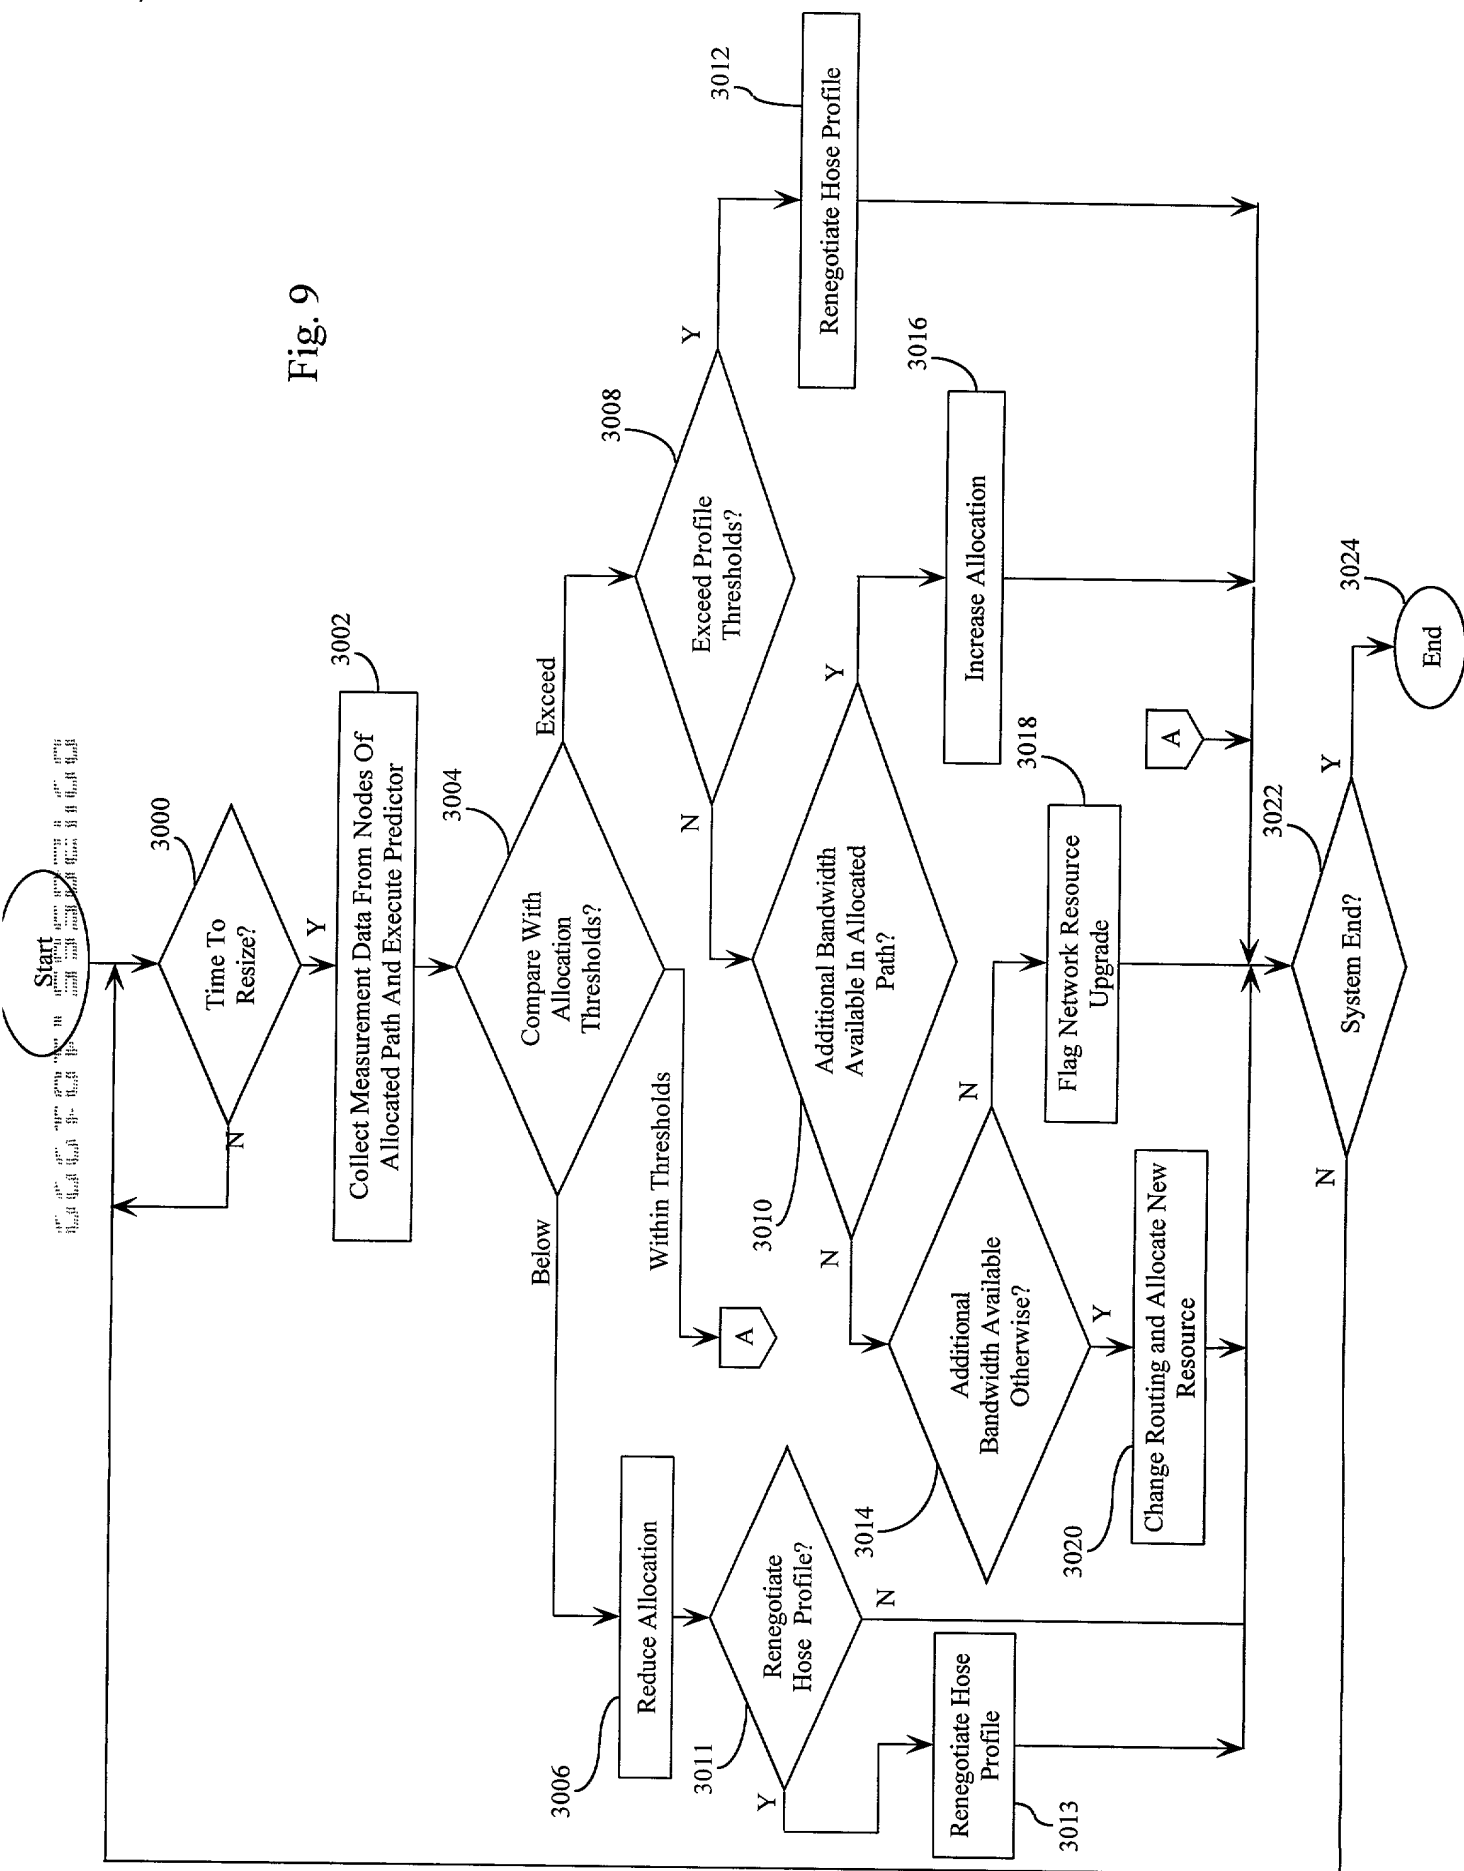 Fig. 9
Start
3000
Time To
Resize?
N
Y
3002
Collect Measurement Data From Nodes Of
Allocated Path And Execute Predictor
3004
Compare With
Allocation
Thresholds?
Below
Exceed
Within Thresholds
A
3006
Reduce Allocation
3008
Exceed Profile
Thresholds?
N
Y
3011
Renegotiate
Hose Profile?
Y
N
3010
Additional Bandwidth
Available In Allocated
Path?
N
Y
3012
Renegotiate Hose Profile
3013
Renegotiate Hose
Profile
3014
Additional
Bandwidth Available
Otherwise?
N
Y
3016
Increase Allocation
3018
Flag Network Resource
Upgrade
3020
Change Routing and Allocate New
Resource
A
3022
System End?
N
Y
3024
End